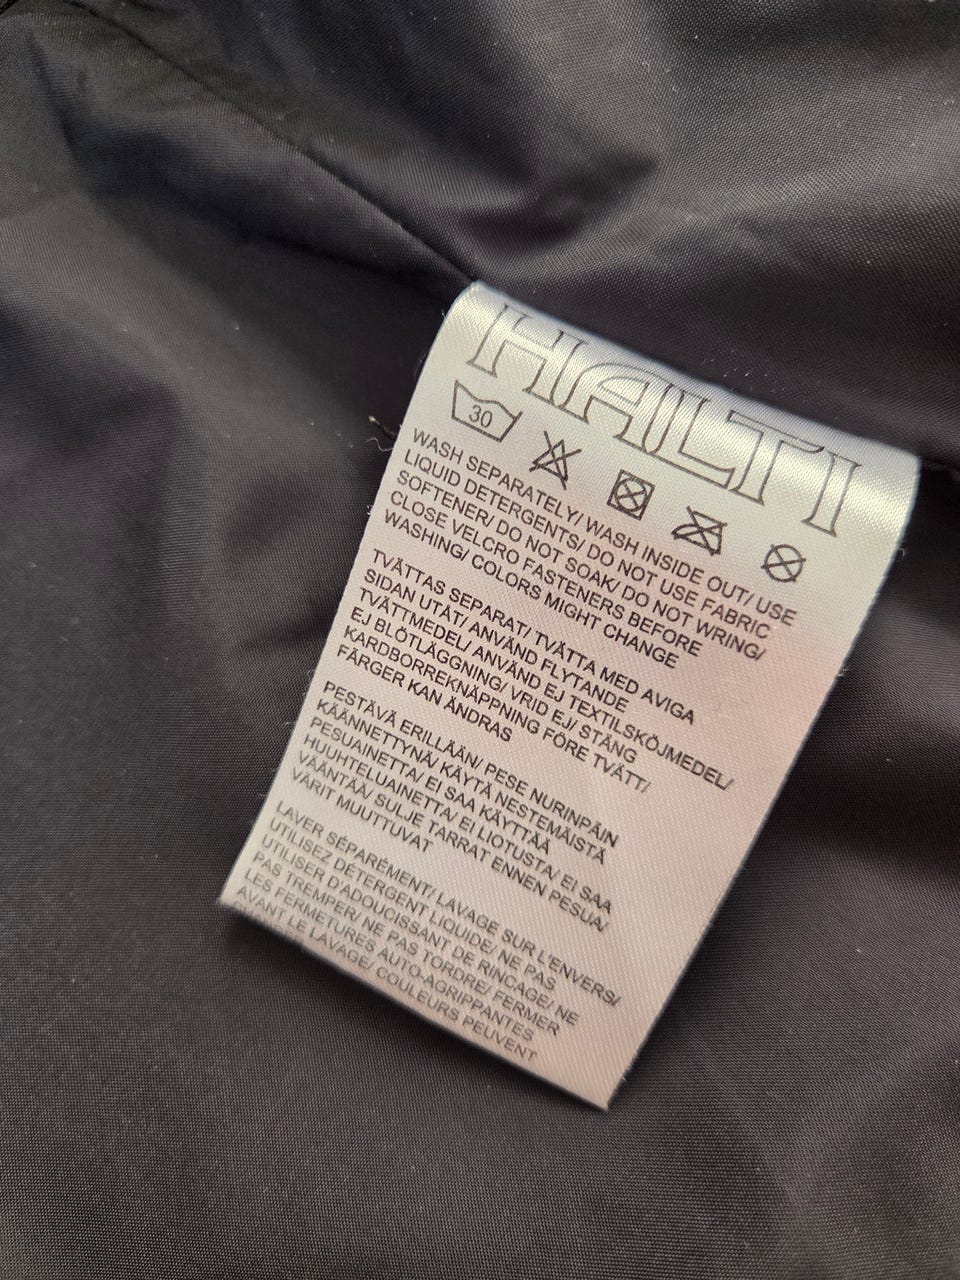 HALTI
30
WASH SEPARATELY/ WASH INSIDE OUT/ USE
LIQUID DETERGENTS/ DO NOT USE FABRIC
SOFTENER/ DO NOT SOAK/ DO NOT WRING/
CLOSE VELCRO FASTENERS BEFORE
WASHING/ COLORS MIGHT CHANGE
TVÄTTAS SEPARAT/ TVÄTTA MED AVIGA
SIDAN UTÅT/ ANVÄND FLYTANDE
TVÄTTMEDEL/ ANVÄND EJ TEXTILSKÖJMEDEL/
EJ BLÖTLÄGGNING/ VRID EJ/ STÄNG
KARDBORREKNÄPPNING FÖRE TVÄTT/
FÄRGER KAN ÄNDRAS
PESTÄVÄ ERILLÄÄN/ PESE NURINPÄIN
KÄÄNNETTYNÄ/ KÄYTÄ NESTEMÄISTÄ
PESUAINETTA/ EI SAA KÄYTTÄÄ
HUUHTELUAINETTA/ EI LIOTUSTA/ EI SAA
VÄÄNTÄÄ/ SULJE TARRAT ENNEN PESUA/
VÄRIT MUUTTUVAT
LAVER SÉPARÉMENT/ LAVAGE SUR L'ENVERS/
UTILISEZ DÉTERGENT LIQUIDE/ NE PAS
UTILISER D'ADOUCISSANT DE RINCAGE/ NE
PAS TREMPER/ NE PAS TORDRE/ FERMER
LES FERMETURES AUTO-AGRIPPANTES
AVANT LE LAVAGE/ COULEURS PEUVENT